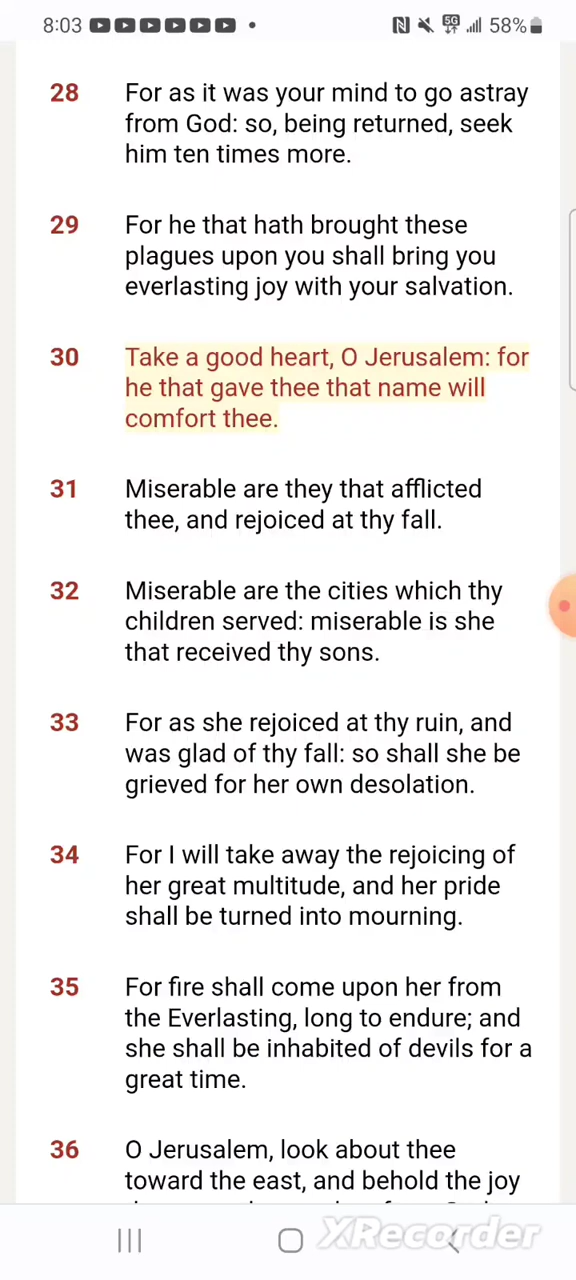 8:03
5G
58%
28 For as it was your mind to go astray
from God: so, being returned, seek
him ten times more.
29 For he that hath brought these
plagues upon you shall bring you
everlasting joy with your salvation.
30 Take a good heart, O Jerusalem: for
he that gave thee that name will
comfort thee.
31 Miserable are they that afflicted
thee, and rejoiced at thy fall.
32 Miserable are the cities which thy
children served: miserable is she
that received thy sons.
33 For as she rejoiced at thy ruin, and
was glad of thy fall: so shall she be
grieved for her own desolation.
34 For I will take away the rejoicing of
her great multitude, and her pride
shall be turned into mourning.
35 For fire shall come upon her from
the Everlasting, long to endure; and
she shall be inhabited of devils for a
great time.
36 O Jerusalem, look about thee
toward the east, and behold the joy
XRecorder